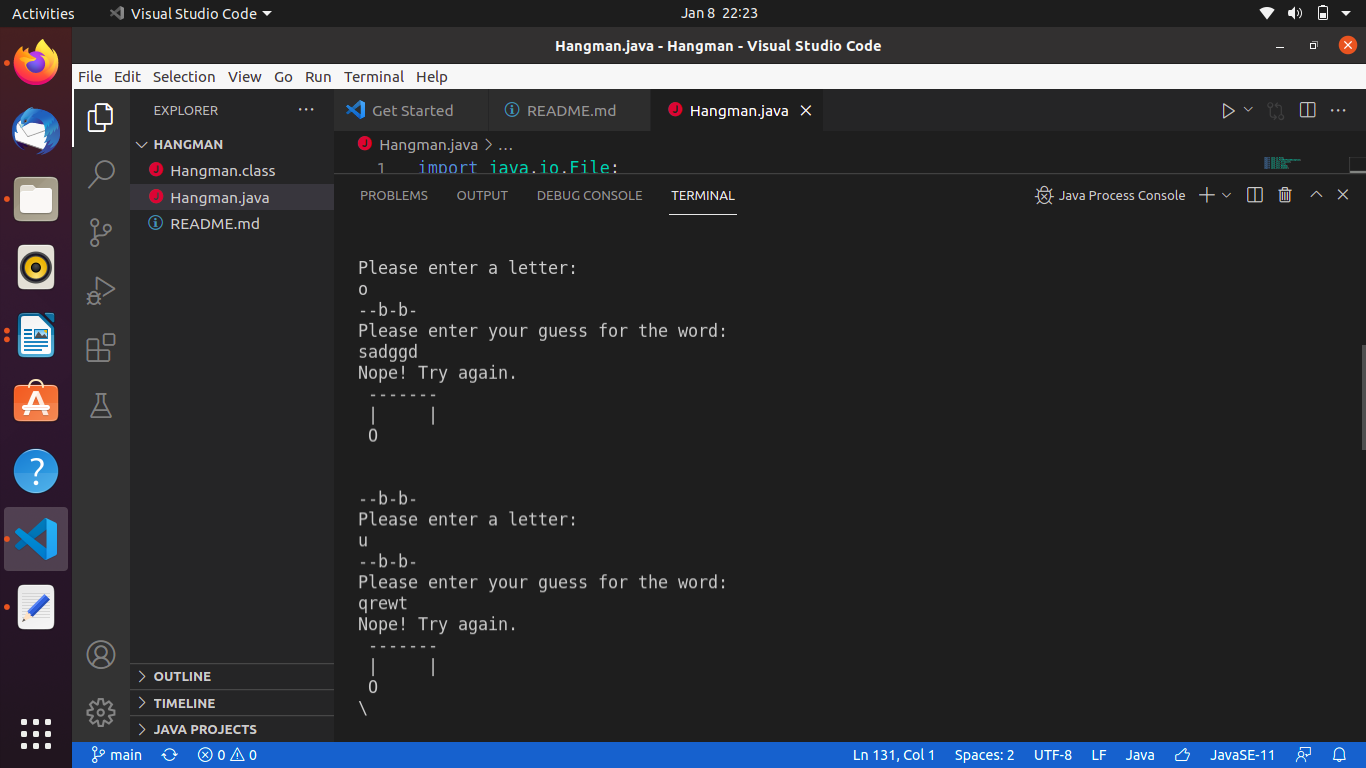 Activities Visual Studio Code Jan 8 22:23
Hangman.java - Hangman - Visual Studio Code
File Edit Selection View Go Run Terminal Help
EXPLORER ··· Get Started README.md Hangman.java
HANGMAN Hangman.java > ...
Hangman.class 1 import java.io.File;
Hangman.java PROBLEMS OUTPUT DEBUG CONSOLE TERMINAL Java Process Console
README.md
Please enter a letter:
o
--b-b-
Please enter your guess for the word:
sadggd
Nope! Try again.
 -------
 |     |
 O
--b-b-
Please enter a letter:
u
--b-b-
Please enter your guess for the word:
qrewt
Nope! Try again.
 -------
 |     |
 O
\
OUTLINE
TIMELINE
JAVA PROJECTS
main 0 0 Ln 131, Col 1 Spaces: 2 UTF-8 LF Java JavaSE-11